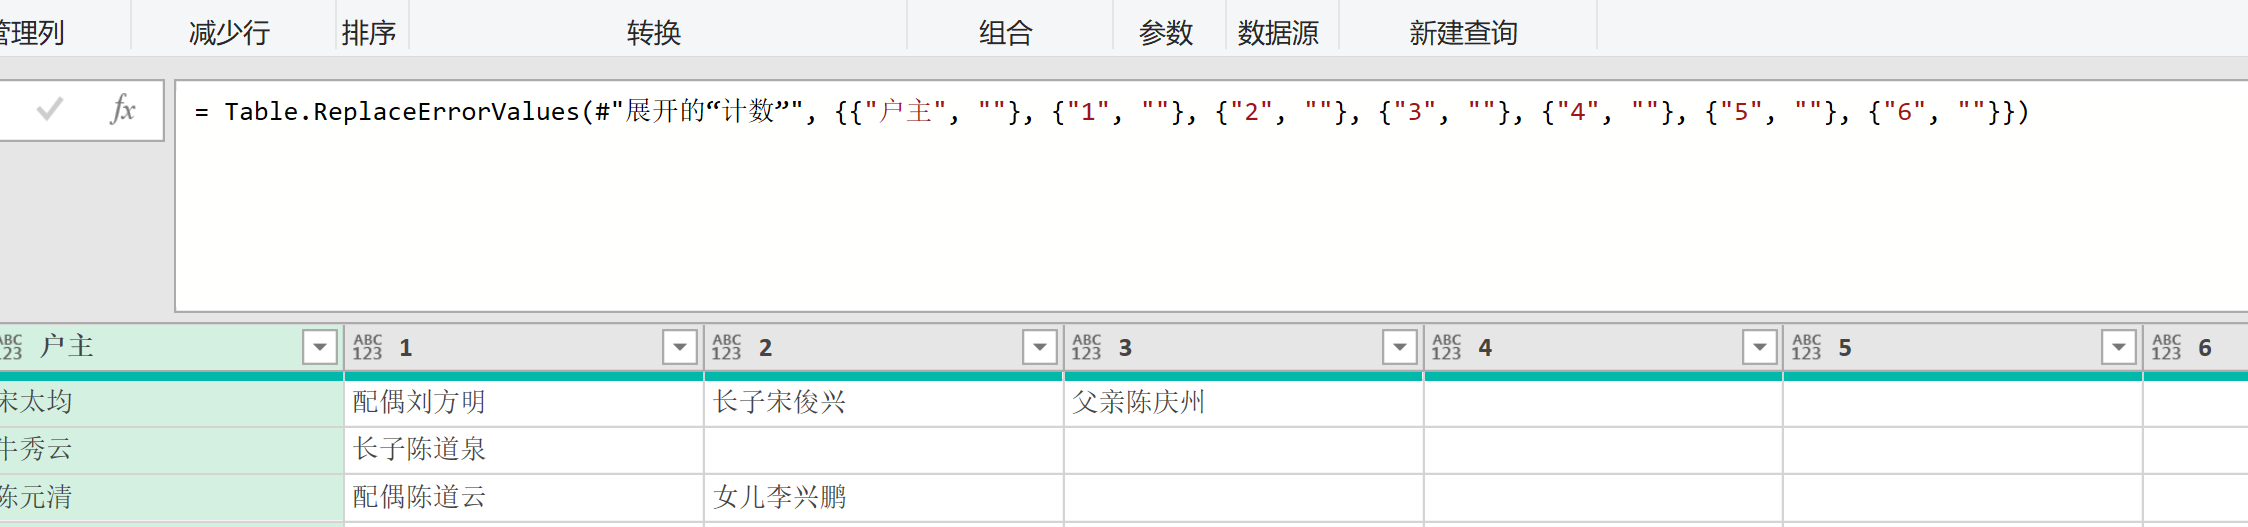 管理列 减少行 排序 转换 组合 参数 数据源 新建查询
fx = Table.ReplaceErrorValues(#"展开的“计数”", {{"户主", ""}, {"1", ""}, {"2", ""}, {"3", ""}, {"4", ""}, {"5", ""}, {"6", ""}})
ABC 123 户主 ABC 123 1 ABC 123 2 ABC 123 3 ABC 123 4 ABC 123 5 ABC 123 6
宋太均 配偶刘方明 长子宋俊兴 父亲陈庆州
牛秀云 长子陈道泉
陈元清 配偶陈道云 女儿李兴鹏